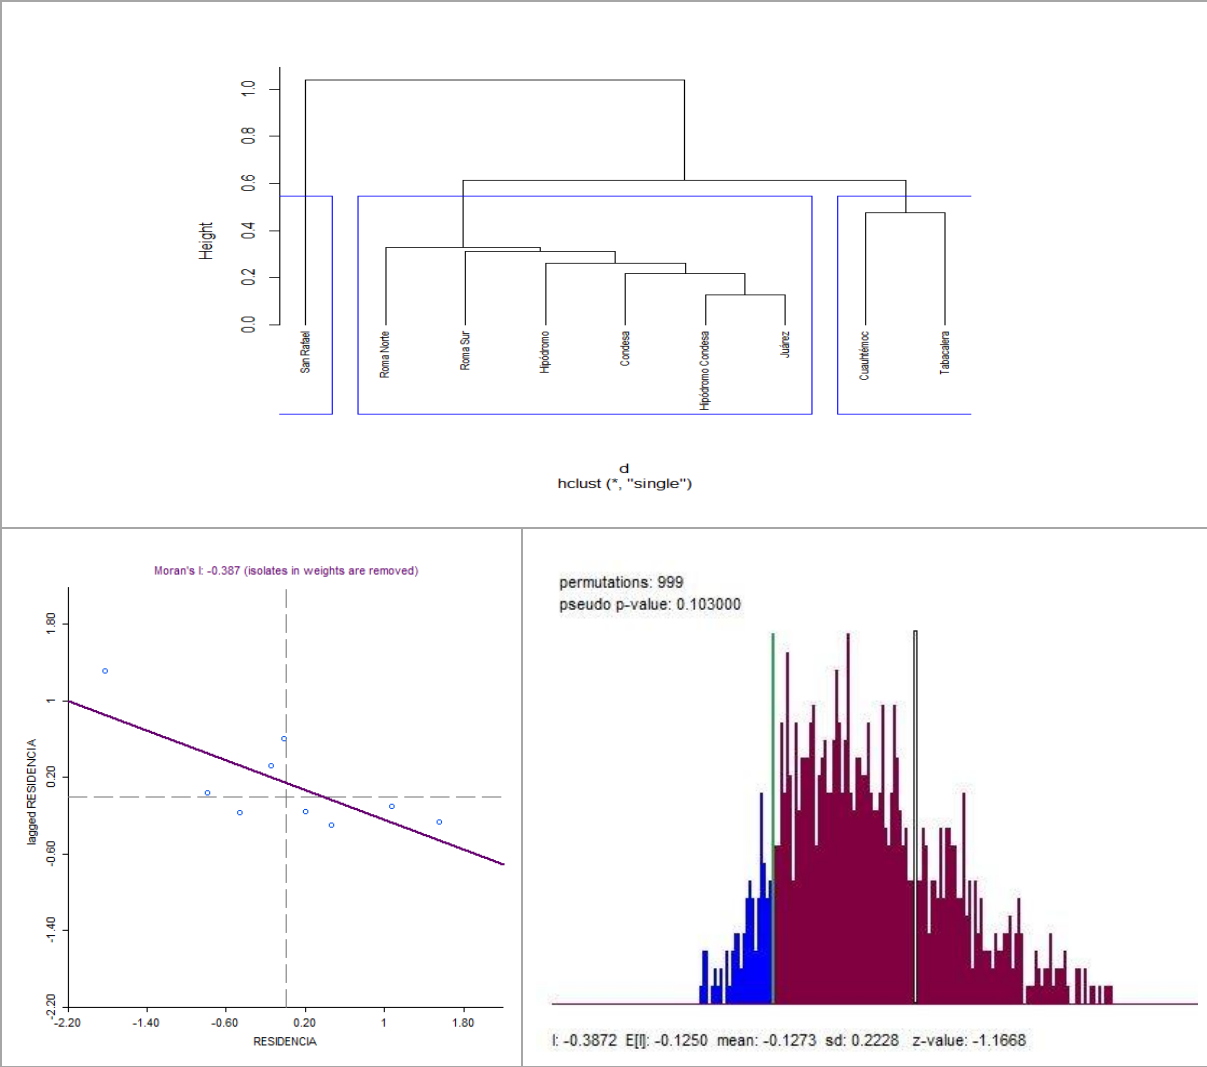 Height
1.0
0.8
0.6
0.4
0.2
0.0
San Rafael
Roma Norte
Roma Sur
Hipódromo
Condesa
Hipódromo Condesa
Juárez
Cuauhtémoc
Tabacalera
d
hclust (*, "single")
Moran's I: -0.387 (isolates in weights are removed)
lagged RESIDENCIA
1.80
1
0.20
-0.60
-1.40
-2.20
-2.20 -1.40 -0.60 0.20 1 1.80
RESIDENCIA
permutations: 999
pseudo p-value: 0.103000
I: -0.3872 E[I]: -0.1250 mean: -0.1273 sd: 0.2228 z-value: -1.1668